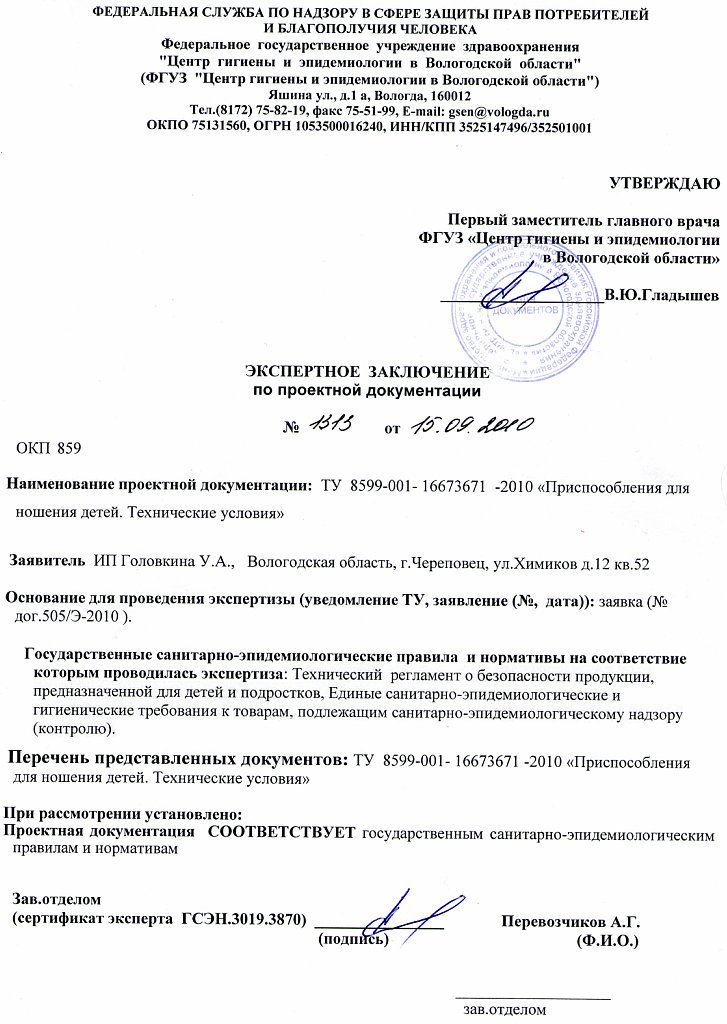 ФЕДЕРАЛЬНАЯ СЛУЖБА ПО НАДЗОРУ В СФЕРЕ ЗАЩИТЫ ПРАВ ПОТРЕБИТЕЛЕЙ
И БЛАГОПОЛУЧИЯ ЧЕЛОВЕКА
Федеральное государственное учреждение здравоохранения
"Центр гигиены и эпидемиологии в Вологодской области"
(ФГУЗ "Центр гигиены и эпидемиологии в Вологодской области")
Яшина ул., д.1 а, Вологда, 160012
Тел.(8172) 75-82-19, факс 75-51-99, E-mail: gsen@vologda.ru
ОКПО 75131560, ОГРН 1053500016240, ИНН/КПП 3525147496/352501001
УТВЕРЖДАЮ
Первый заместитель главного врача
ФГУЗ «Центр гигиены и эпидемиологии
в Вологодской области»
В.Ю.Гладышев
ДОКУМЕНТОВ
ЭКСПЕРТНОЕ ЗАКЛЮЧЕНИЕ
по проектной документации
№ 1313 от 15.09.2010
ОКП 859
Наименование проектной документации: ТУ 8599-001- 16673671 -2010 «Приспособления для
ношения детей. Технические условия»
Заявитель ИП Головкина У.А., Вологодская область, г.Череповец, ул.Химиков д.12 кв.52
Основание для проведения экспертизы (уведомление ТУ, заявление (№, дата)): заявка (№
дог.505/Э-2010 ).
Государственные санитарно-эпидемиологические правила и нормативы на соответствие
которым проводилась экспертиза: Технический регламент о безопасности продукции,
предназначенной для детей и подростков, Единые санитарно-эпидемиологические и
гигиенические требования к товарам, подлежащим санитарно-эпидемиологическому надзору
(контролю).
Перечень представленных документов: ТУ 8599-001- 16673671 -2010 «Приспособления
для ношения детей. Технические условия»
При рассмотрении установлено:
Проектная документация СООТВЕТСТВУЕТ государственным санитарно-эпидемиологическим
правилам и нормативам
Зав.отделом
(сертификат эксперта ГСЭН.3019.3870) Перевозчиков А.Г.
(подпись) (Ф.И.О.)
зав.отделом